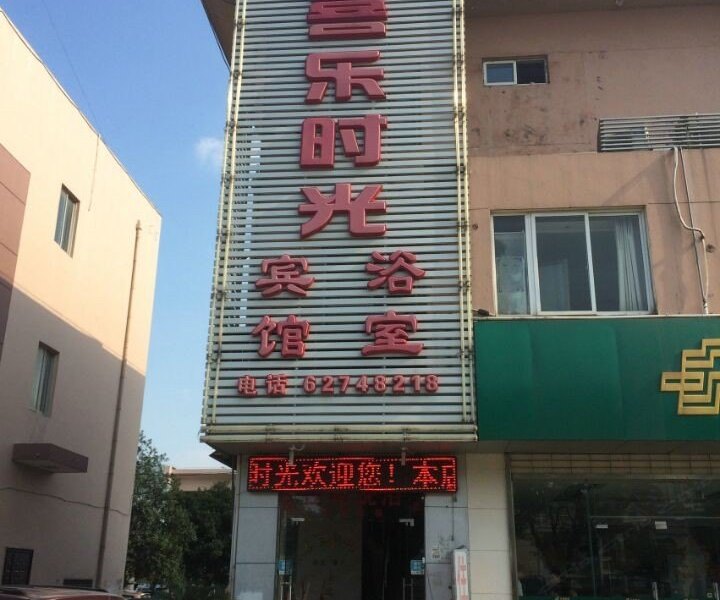 喜乐时光
宾馆
浴室
电话 62748218
时光欢迎您！本店